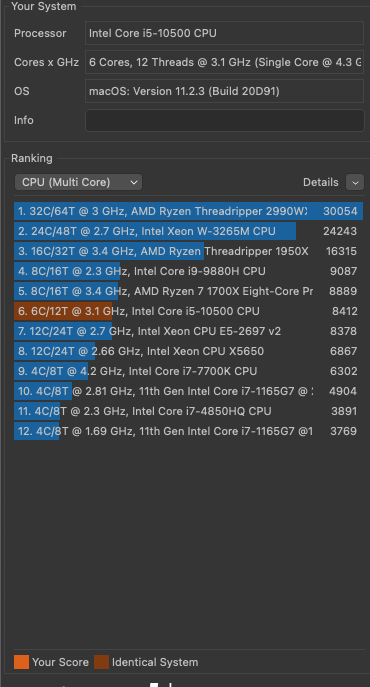 Your System
Processor Intel Core i5-10500 CPU
Cores x GHz 6 Cores, 12 Threads @ 3.1 GHz (Single Core @ 4.3 G
OS macOS: Version 11.2.3 (Build 20D91)
Info
Ranking
CPU (Multi Core) Details
1. 32C/64T @ 3 GHz, AMD Ryzen Threadripper 2990WX 30054
2. 24C/48T @ 2.7 GHz, Intel Xeon W-3265M CPU 24243
3. 16C/32T @ 3.4 GHz, AMD Ryzen Threadripper 1950X 16315
4. 8C/16T @ 2.3 GHz, Intel Core i9-9880H CPU 9087
5. 8C/16T @ 3.4 GHz, AMD Ryzen 7 1700X Eight-Core Pr 8889
6. 6C/12T @ 3.1 GHz, Intel Core i5-10500 CPU 8412
7. 12C/24T @ 2.7 GHz, Intel Xeon CPU E5-2697 v2 8378
8. 12C/24T @ 2.66 GHz, Intel Xeon CPU X5650 6867
9. 4C/8T @ 4.2 GHz, Intel Core i7-7700K CPU 6302
10. 4C/8T @ 2.81 GHz, 11th Gen Intel Core i7-1165G7 @ 2 4904
11. 4C/8T @ 2.3 GHz, Intel Core i7-4850HQ CPU 3891
12. 4C/8T @ 1.69 GHz, 11th Gen Intel Core i7-1165G7 @1 3769
Your Score Identical System